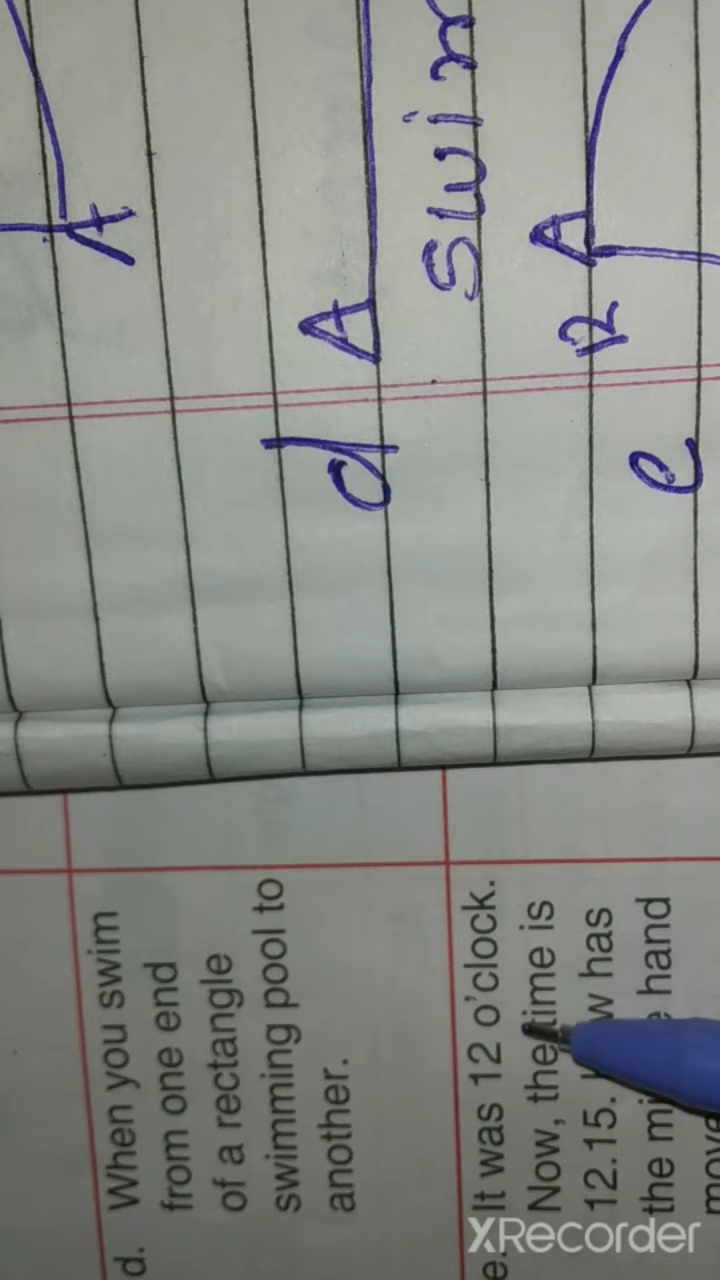 A
d A
Swim
12 A
e
d. When you swim
from one end
of a rectangle
swimming pool to
another.
e. It was 12 o'clock.
Now, the time is
12.15. has
the hand
move
XRecorder